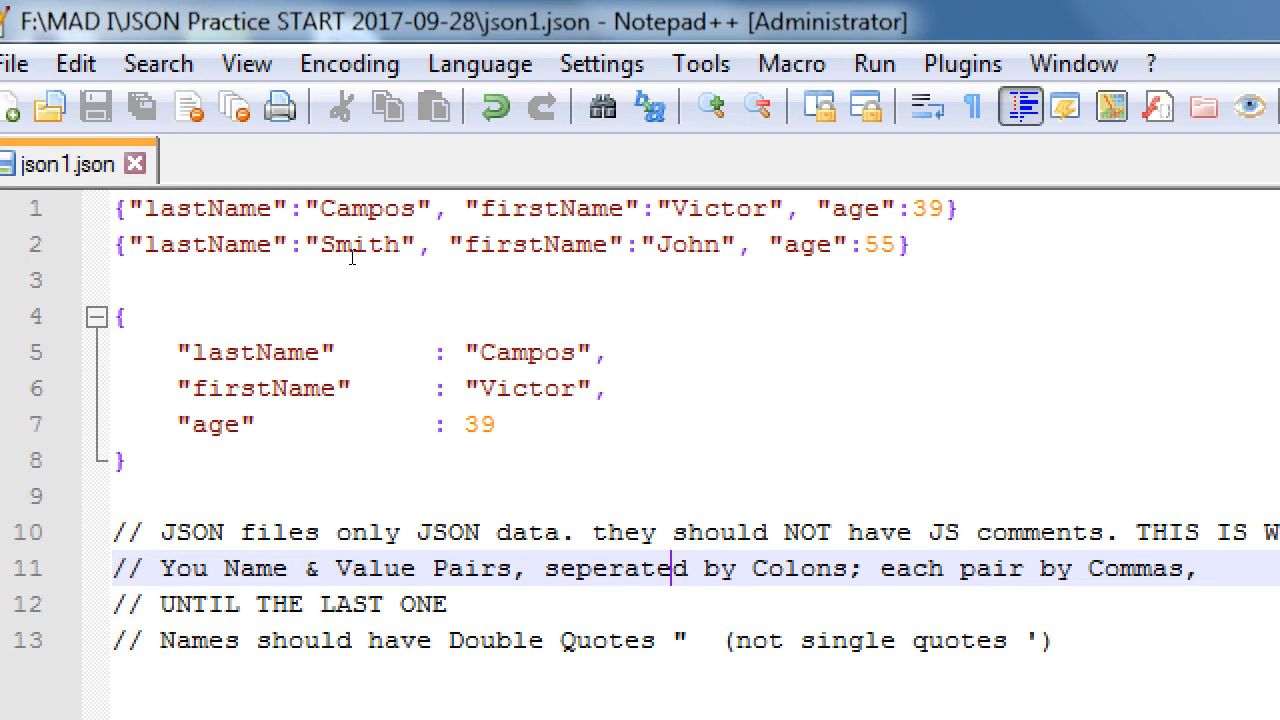 F:\MAD I\JSON Practice START 2017-09-28\json1.json - Notepad++ [Administrator]
File Edit Search View Encoding Language Settings Tools Macro Run Plugins Window ?
json1.json
1 {"lastName":"Campos", "firstName":"Victor", "age":39}
2 {"lastName":"Smith", "firstName":"John", "age":55}
3
4 {
5 "lastName" : "Campos",
6 "firstName" : "Victor",
7 "age" : 39
8 }
9
10 // JSON files only JSON data. they should NOT have JS comments. THIS IS
11 // You Name & Value Pairs, seperated by Colons; each pair by Commas,
12 // UNTIL THE LAST ONE
13 // Names should have Double Quotes " (not single quotes ')